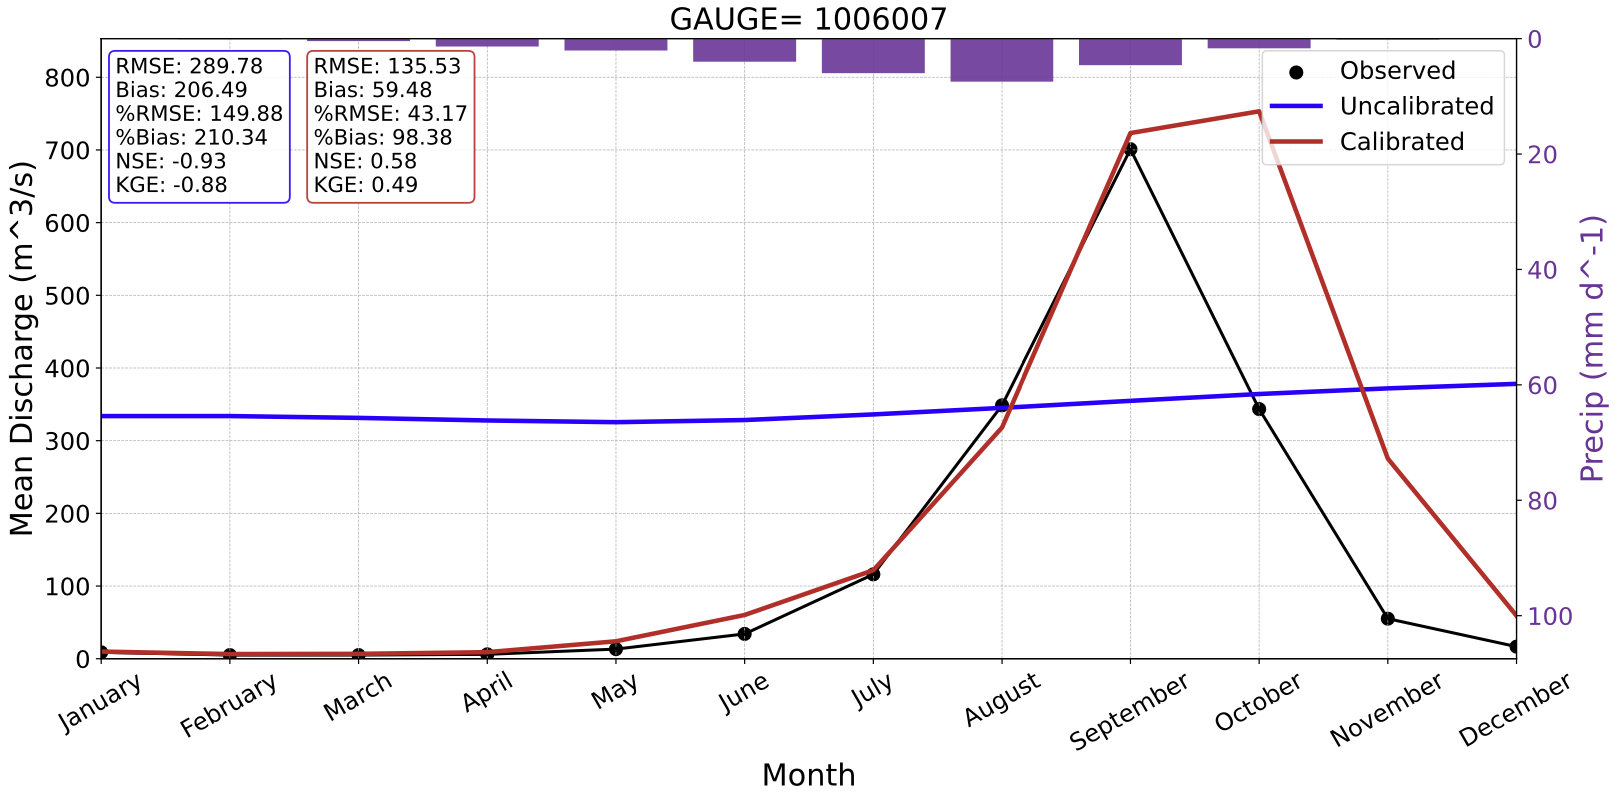 GAUGE= 1006007
RMSE: 289.78
Bias: 206.49
%RMSE: 149.88
%Bias: 210.34
NSE: -0.93
KGE: -0.88
RMSE: 135.53
Bias: 59.48
%RMSE: 43.17
%Bias: 98.38
NSE: 0.58
KGE: 0.49
Observed
Uncalibrated
Calibrated
Mean Discharge (m^3/s)
800
700
600
500
400
300
200
100
0
0
20
40
60
80
100
Precip (mm d^-1)
January
February
March
April
May
June
July
August
September
October
November
December
Month